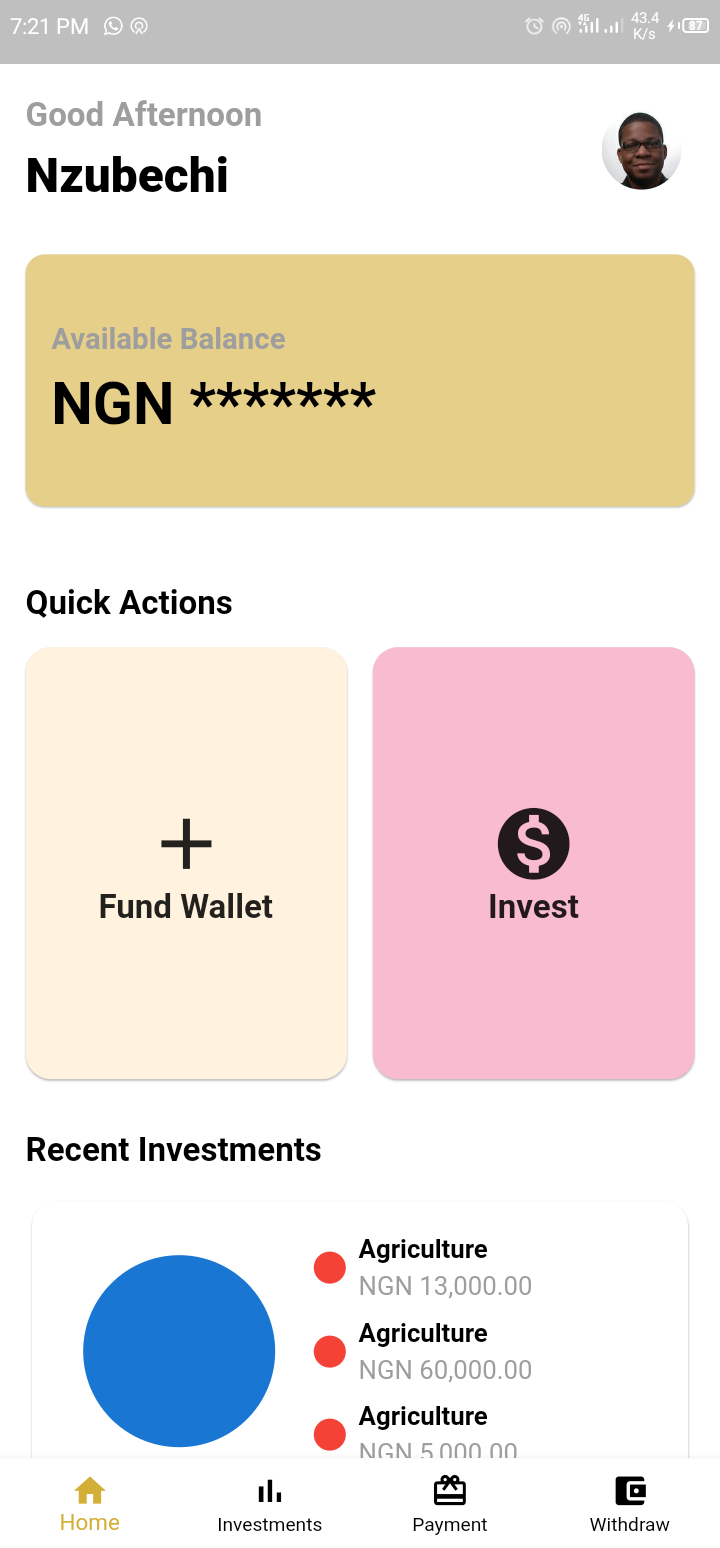 7:21 PM 4G 43.4 K/s 87
Good Afternoon
Nzubechi
Available Balance
NGN *******
Quick Actions
Fund Wallet
Invest
Recent Investments
Agriculture
NGN 13,000.00
Agriculture
NGN 60,000.00
Agriculture
NGN 5,000.00
Home
Investments
Payment
Withdraw